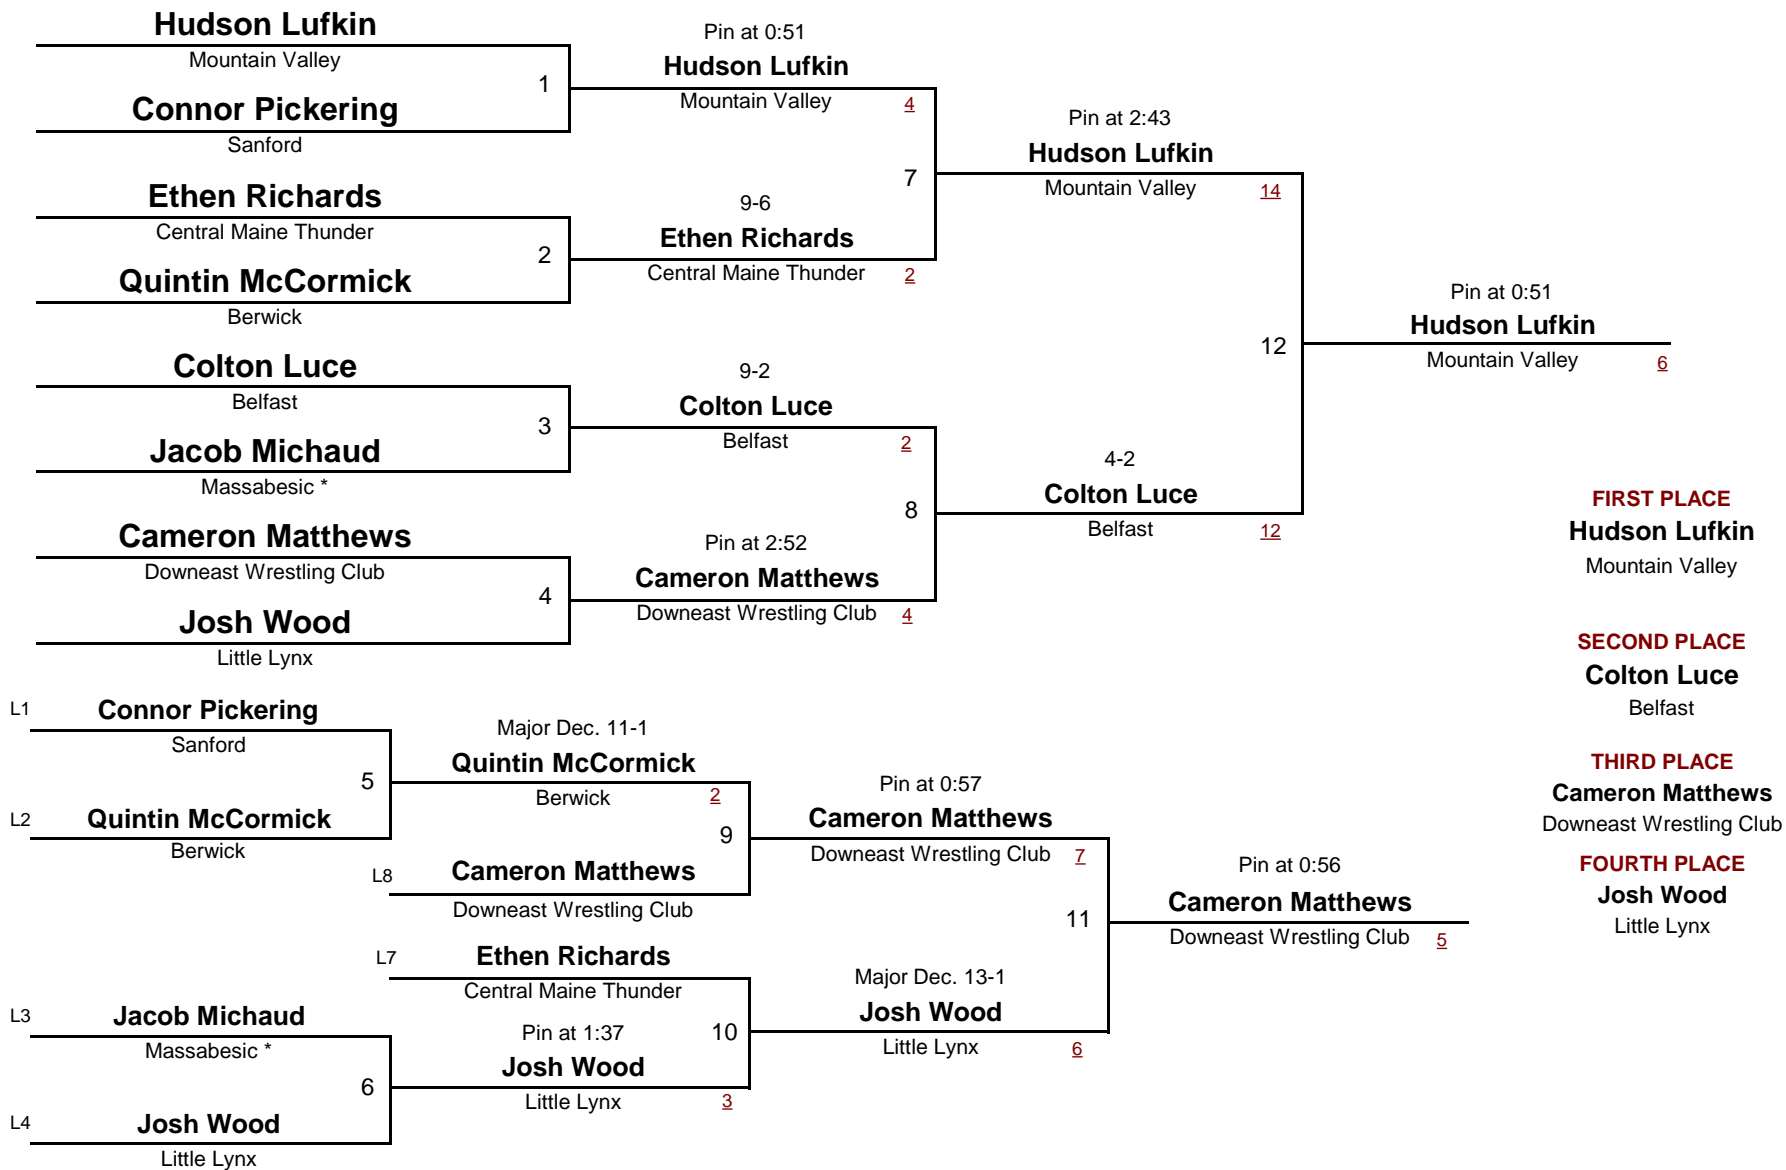 Hudson Lufkin
Mountain Valley
1
Connor Pickering
Sanford
Ethen Richards
Central Maine Thunder
2
Quintin McCormick
Berwick
Colton Luce
Belfast
3
Jacob Michaud
Massabesic *
Cameron Matthews
Downeast Wrestling Club
4
Josh Wood
Little Lynx
Pin at 0:51
Hudson Lufkin
Mountain Valley 4
7
9-6
Ethen Richards
Central Maine Thunder 2
9-2
Colton Luce
Belfast 2
8
Pin at 2:52
Cameron Matthews
Downeast Wrestling Club 4
Pin at 2:43
Hudson Lufkin
Mountain Valley 14
12
4-2
Colton Luce
Belfast 12
Pin at 0:51
Hudson Lufkin
Mountain Valley 6
FIRST PLACE
Hudson Lufkin
Mountain Valley
SECOND PLACE
Colton Luce
Belfast
THIRD PLACE
Cameron Matthews
Downeast Wrestling Club
FOURTH PLACE
Josh Wood
Little Lynx
L1 Connor Pickering
Sanford
5
L2 Quintin McCormick
Berwick
L3 Jacob Michaud
Massabesic *
6
L4 Josh Wood
Little Lynx
Major Dec. 11-1
Quintin McCormick
Berwick 2
9
L8 Cameron Matthews
Downeast Wrestling Club
L7 Ethen Richards
Central Maine Thunder
10
Pin at 1:37
Josh Wood
Little Lynx 3
Pin at 0:57
Cameron Matthews
Downeast Wrestling Club 7
11
Major Dec. 13-1
Josh Wood
Little Lynx 6
Pin at 0:56
Cameron Matthews
Downeast Wrestling Club 5